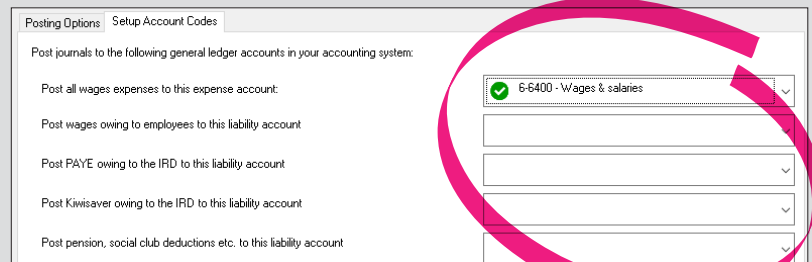 Posting Options Setup Account Codes
Post journals to the following general ledger accounts in your accounting system:
Post all wages expenses to this expense account: 6-6400 - Wages & salaries
Post wages owing to employees to this liability account
Post PAYE owing to the IRD to this liability account
Post Kiwisaver owing to the IRD to this liability account
Post pension, social club deductions etc. to this liability account